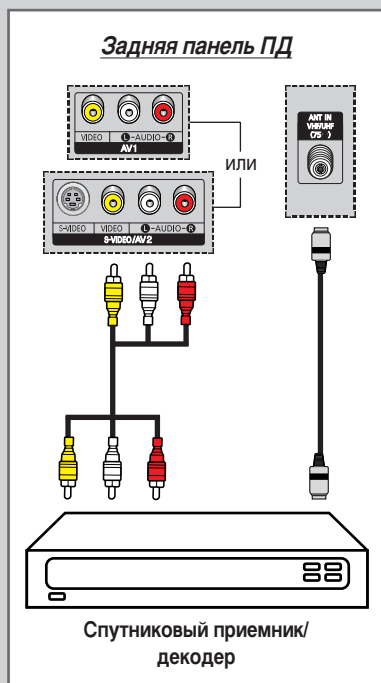 Задняя панель ПД
VIDEO L-AUDIO-R
AV1
ИЛИ
S-VIDEO VIDEO L-AUDIO-R
S-VIDEO/AV2
ANT IN
VHF/UHF
(75 )
Спутниковый приемник/
декодер